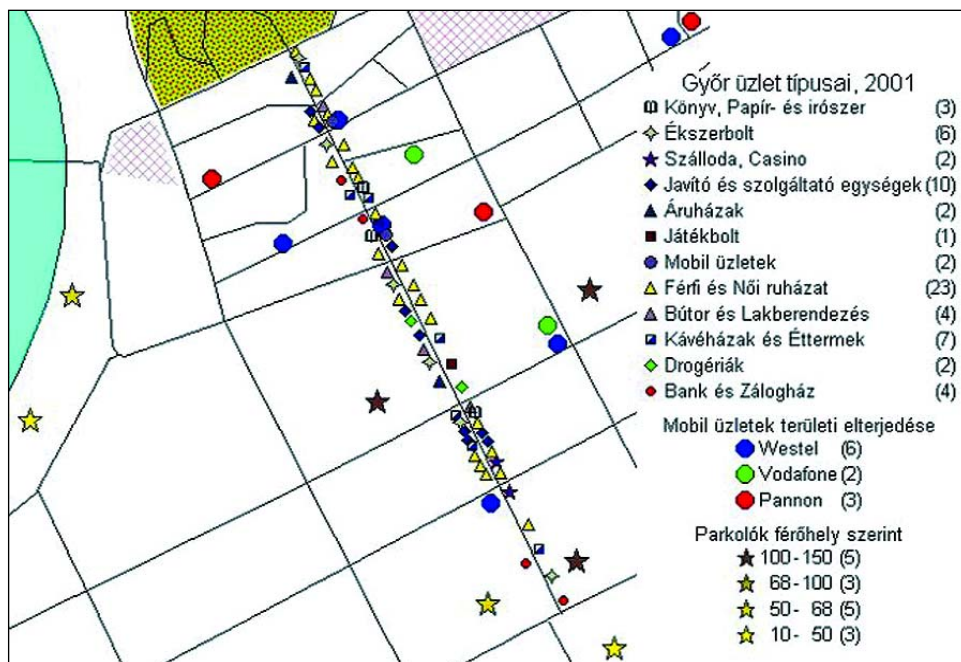 Győr üzlet típusai, 2001
Könyv, Papír- és irószer (3)
Ékszerbolt (6)
Szálloda, Casino (2)
Javító és szolgáltató egységek (10)
Áruházak (2)
Játékbolt (1)
Mobil üzletek (2)
Férfi és Női ruházat (23)
Bútor és Lakberendezés (4)
Kávéházak és Éttermek (7)
Drogériák (2)
Bank és Zálogház (4)
Mobil üzletek területi elterjedése
Westel (6)
Vodafone (2)
Pannon (3)
Parkolók férőhely szerint
100 - 150 (5)
68 - 100 (3)
50 - 68 (5)
10 - 50 (3)